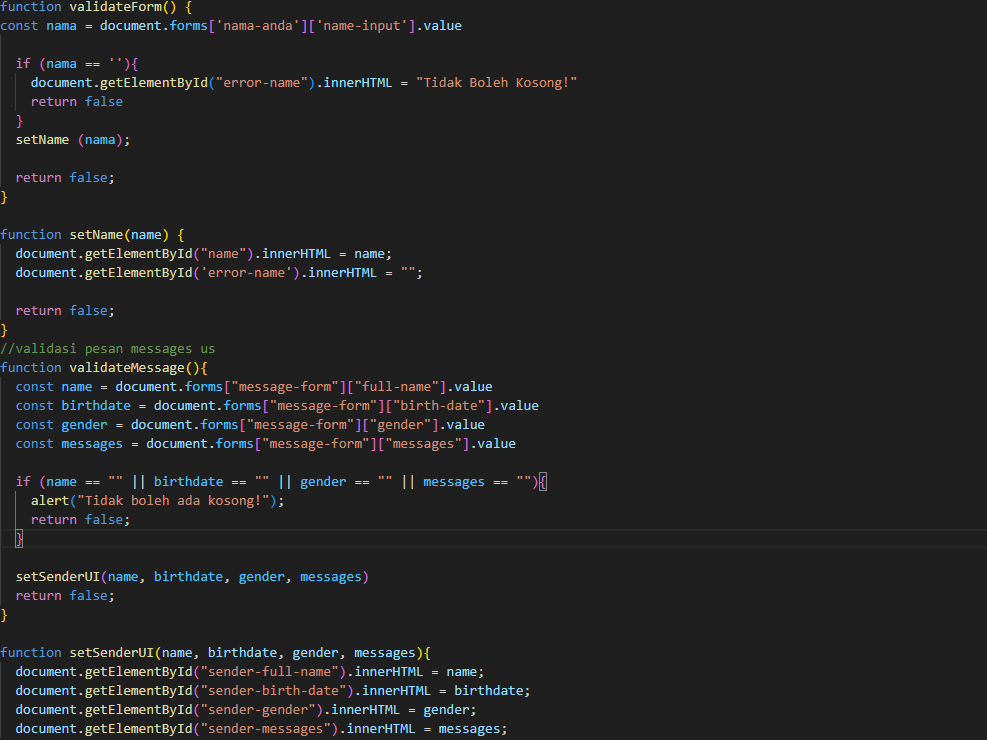 function validateForm() {
const nama = document.forms['nama-anda']['name-input'].value
if (nama == ''){
document.getElementById("error-name").innerHTML = "Tidak Boleh Kosong!"
return false
}
setName (nama);
return false;
}
function setName(name) {
document.getElementById("name").innerHTML = name;
document.getElementById('error-name').innerHTML = "";
return false;
}
//validasi pesan messages us
function validateMessage(){
const name = document.forms["message-form"]["full-name"].value
const birthdate = document.forms["message-form"]["birth-date"].value
const gender = document.forms["message-form"]["gender"].value
const messages = document.forms["message-form"]["messages"].value
if (name == "" || birthdate == "" || gender == "" || messages == ""){
alert("Tidak boleh ada kosong!");
return false;
}
setSenderUI(name, birthdate, gender, messages)
return false;
}
function setSenderUI(name, birthdate, gender, messages){
document.getElementById("sender-full-name").innerHTML = name;
document.getElementById("sender-birth-date").innerHTML = birthdate;
document.getElementById("sender-gender").innerHTML = gender;
document.getElementById("sender-messages").innerHTML = messages;